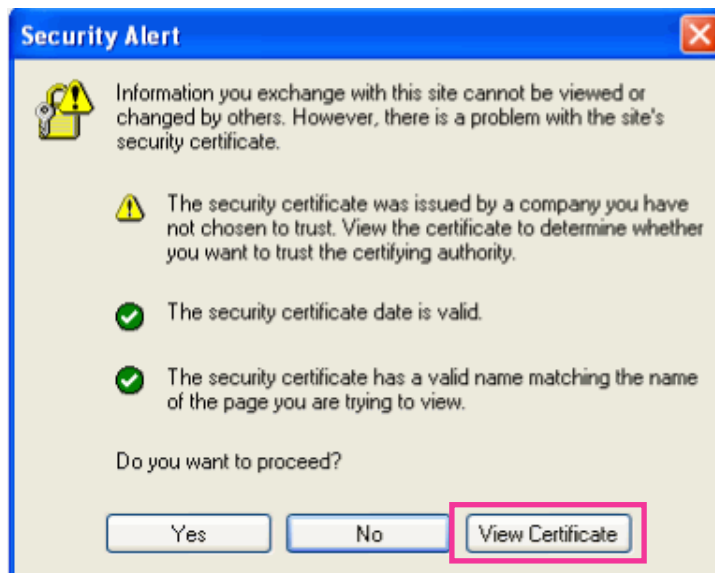 Security Alert
Information you exchange with this site cannot be viewed or
changed by others. However, there is a problem with the site's
security certificate.
The security certificate was issued by a company you have
not chosen to trust. View the certificate to determine whether
you want to trust the certifying authority.
The security certificate date is valid.
The security certificate has a valid name matching the name
of the page you are trying to view.
Do you want to proceed?
Yes No View Certificate